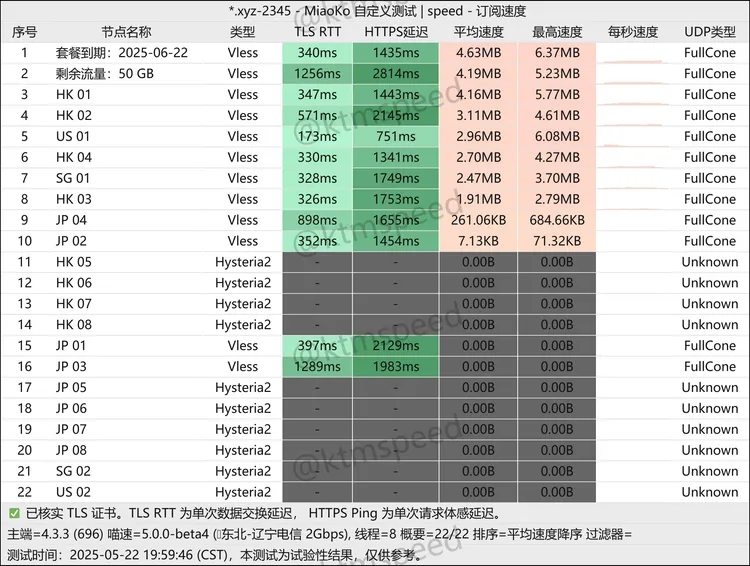 *.xyz-2345 - MiaoKo 自定义测试 | speed - 订阅速度
序号 节点名称 类型 TLS RTT HTTPS延迟 平均速度 最高速度 每秒速度 UDP类型
1 套餐到期：2025-06-22 Vless 340ms 1435ms 4.63MB 6.37MB FullCone
2 剩余流量：50 GB Vless 1256ms 2814ms 4.19MB 5.23MB FullCone
3 HK 01 Vless 347ms 1443ms 4.16MB 5.77MB FullCone
4 HK 02 Vless 571ms 2145ms 3.11MB 4.61MB FullCone
5 US 01 Vless 173ms 751ms 2.96MB 6.08MB FullCone
6 HK 04 Vless 330ms 1341ms 2.70MB 4.27MB FullCone
7 SG 01 Vless 328ms 1749ms 2.47MB 3.70MB FullCone
8 HK 03 Vless 326ms 1753ms 1.91MB 2.79MB FullCone
9 JP 04 Vless 898ms 1655ms 261.06KB 684.66KB FullCone
10 JP 02 Vless 352ms 1454ms 7.13KB 71.32KB FullCone
11 HK 05 Hysteria2 - - 0.00B 0.00B Unknown
12 HK 06 Hysteria2 - - 0.00B 0.00B Unknown
13 HK 07 Hysteria2 - - 0.00B 0.00B Unknown
14 HK 08 Hysteria2 - - 0.00B 0.00B Unknown
15 JP 01 Vless 397ms 2129ms 0.00B 0.00B FullCone
16 JP 03 Vless 1289ms 1983ms 0.00B 0.00B FullCone
17 JP 05 Hysteria2 - - 0.00B 0.00B Unknown
18 JP 06 Hysteria2 - - 0.00B 0.00B Unknown
19 JP 07 Hysteria2 - - 0.00B 0.00B Unknown
20 JP 08 Hysteria2 - - 0.00B 0.00B Unknown
21 SG 02 Hysteria2 - - 0.00B 0.00B Unknown
22 US 02 Hysteria2 - - 0.00B 0.00B Unknown
@ktmspeed
@ktmspeed
@ktmspeed
@ktmspeed
✅ 已核实 TLS 证书。TLS RTT 为单次数据交换延迟， HTTPS Ping 为单次请求体感延迟。
主端=4.3.3 (696) 喵速=5.0.0-beta4 (东北-辽宁电信 2Gbps), 线程=8 概要=22/22 排序=平均速度降序 过滤器=
测试时间：2025-05-22 19:59:46 (CST)，本测试为试验性结果，仅供参考。